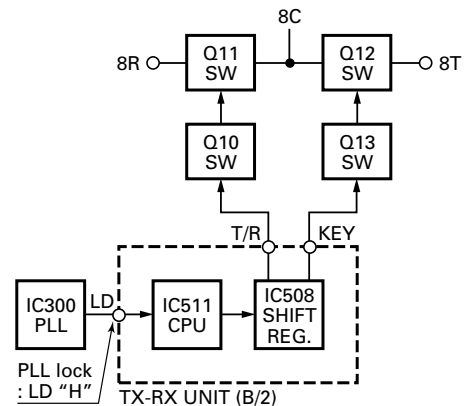 8C
8R
Q11
SW
Q12
SW
8T
Q10
SW
Q13
SW
T/R
KEY
IC300
PLL
LD
IC511
CPU
IC508
SHIFT
REG.
PLL lock
: LD “H”
TX-RX UNIT (B/2)